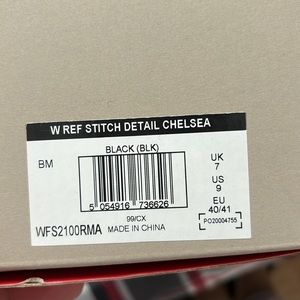 W REF STITCH DETAIL CHELSEA
BM
BLACK (BLK)
5 054916 736626
99/CX
WFS2100RMA
MADE IN CHINA
UK
7
US
9
EU
40/41
PO20004755